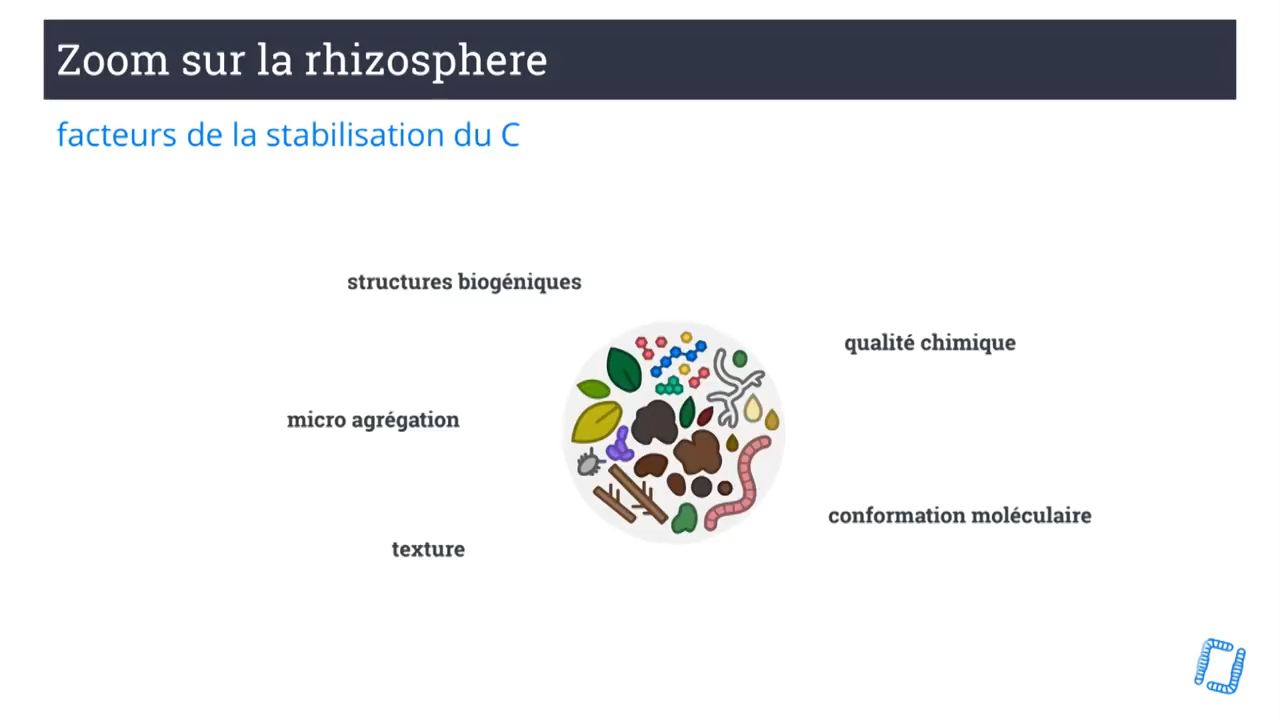 Zoom sur la rhizosphere
facteurs de la stabilisation du C
structures biogéniques
qualité chimique
micro agrégation
conformation moléculaire
texture